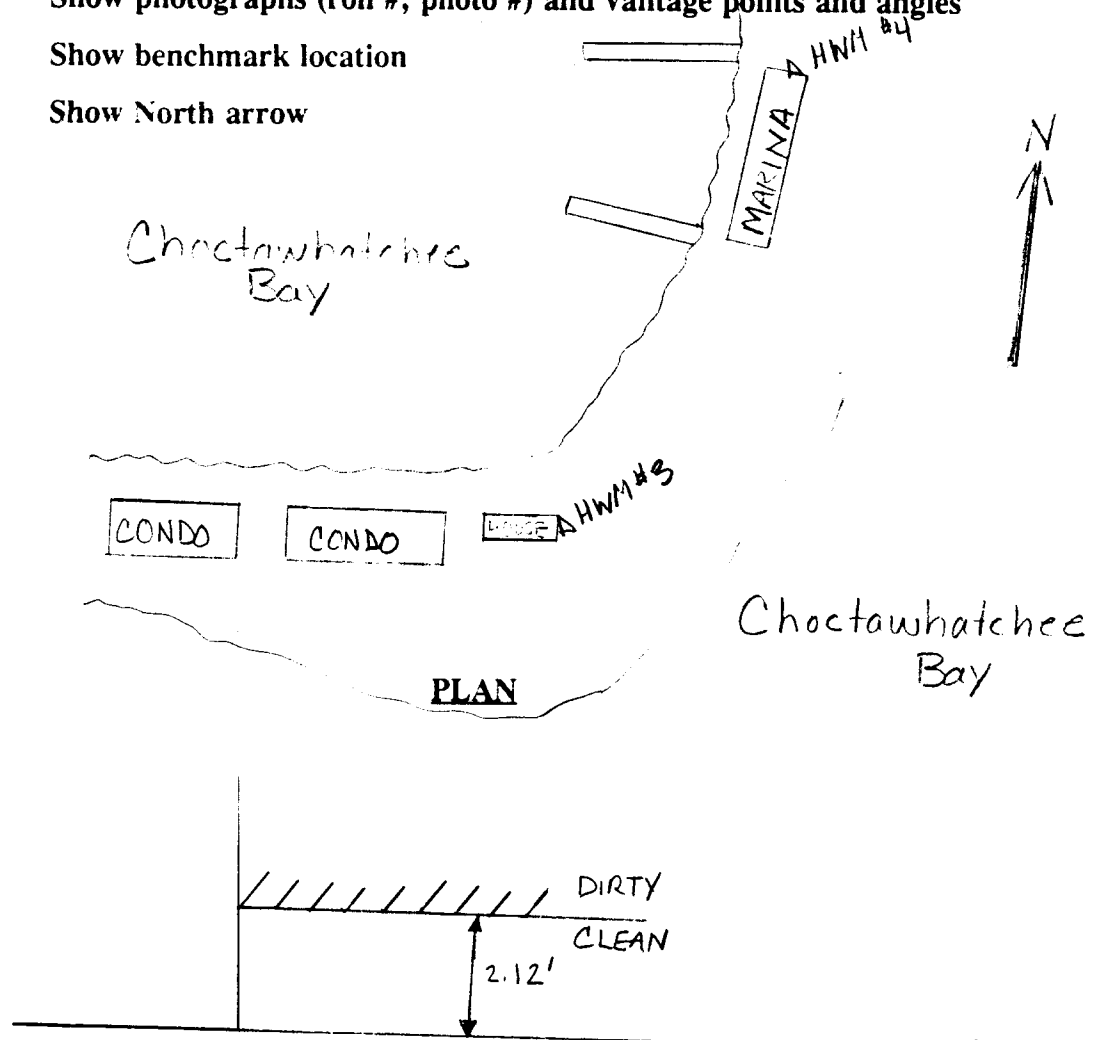 Show photographs (roll #, photo #) and vantage points and angles
Show benchmark location
Show North arrow
HWM #4
MARINA
N
Choctawhatchee
Bay
HWM #3
CONDO
CONDO
HOUSE
Choctawhatchee
Bay
PLAN
DIRTY
CLEAN
2.12'